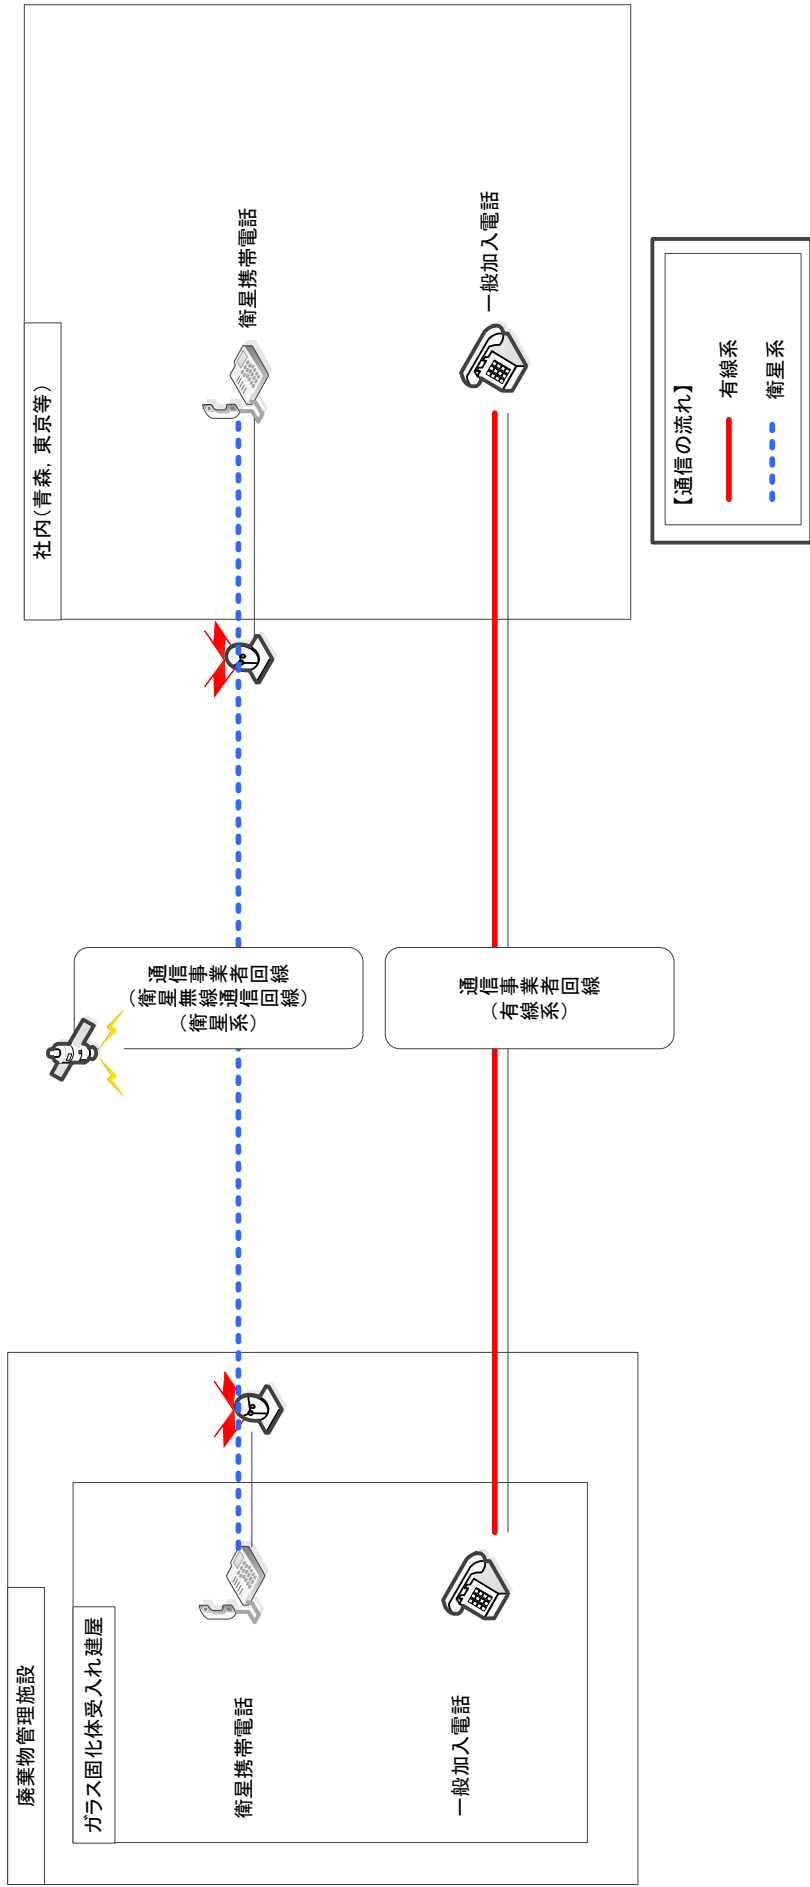 廃棄物管理施設
ガラス固化体受入れ建屋
衛星携帯電話
一般加入電話
通信事業者回線
(衛星無線通信回線)
(衛星系)
通信事業者回線
(有線系)
社内(青森，東京等)
衛星携帯電話
一般加入電話
【通信の流れ】
有線系
衛星系